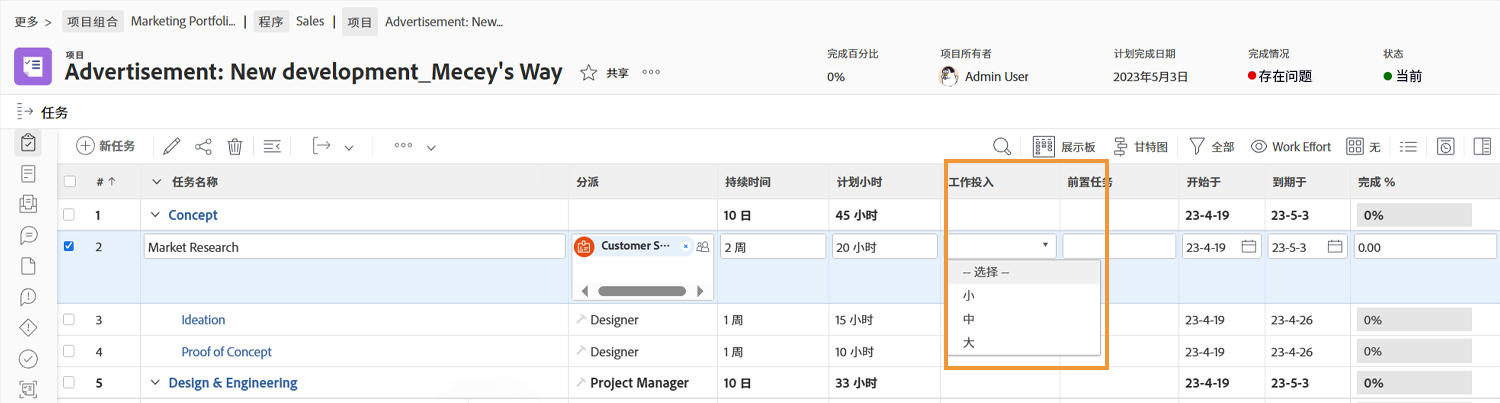 更多 > 项目组合 Marketing Portfoli... | 程序 Sales | 项目 Advertisement: New...
项目
Advertisement: New development_Mecey's Way 共享
完成百分比 项目所有者 计划完成日期 完成情况 状态
0% Admin User 2023年5月3日 存在问题 当前
任务
新任务 展示板 甘特图 全部 Work Effort 无
# ↑ 任务名称 分派 持续时间 计划小时 工作投入 前置任务 开始于 到期于 完成 %
1 Concept 10 日 45 小时 23-4-19 23-5-3 0%
2 Market Research Customer S... × 2 周 20 小时 23-4-19 23-5-3 0.00
-- 选择 --
小
中
大
3 Ideation Designer 1 周 15 小时 23-4-19 23-4-26 0%
4 Proof of Concept Designer 1 周 10 小时 23-4-19 23-4-26 0%
5 Design & Engineering Project Manager 10 日 33 小时 23-4-19 23-5-3 0%